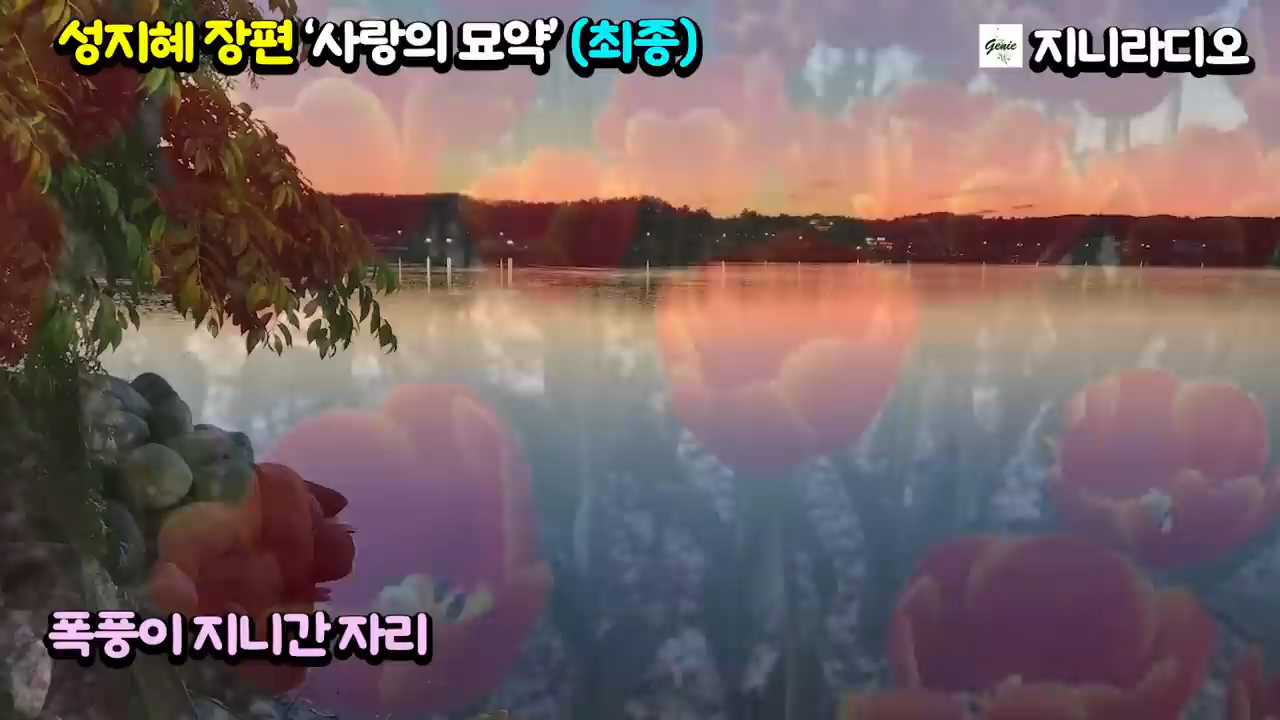 성지혜 장편 ‘사랑의 묘약’ (최종)
Genie 지니라디오
폭풍이 지니간 자리